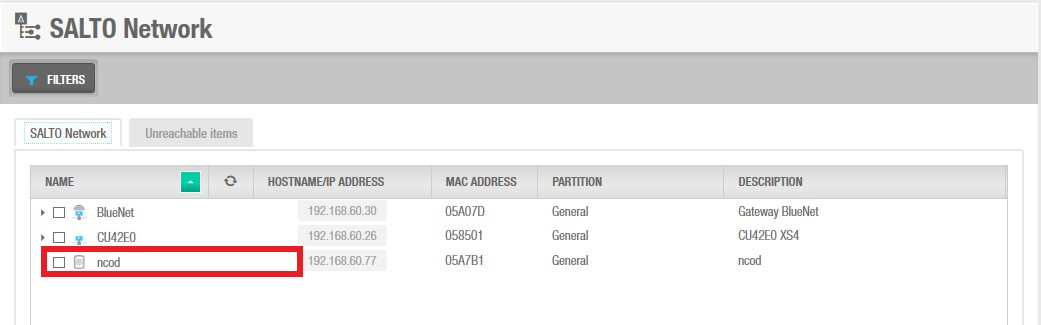 SALTO Network
FILTERS
SALTO Network Unreachable items
NAME HOSTNAME/IP ADDRESS MAC ADDRESS PARTITION DESCRIPTION
BlueNet 192.168.60.30 05A07D General Gateway BlueNet
CU42E0 192.168.60.26 058501 General CU42E0 XS4
ncod 192.168.60.77 05A7B1 General ncod